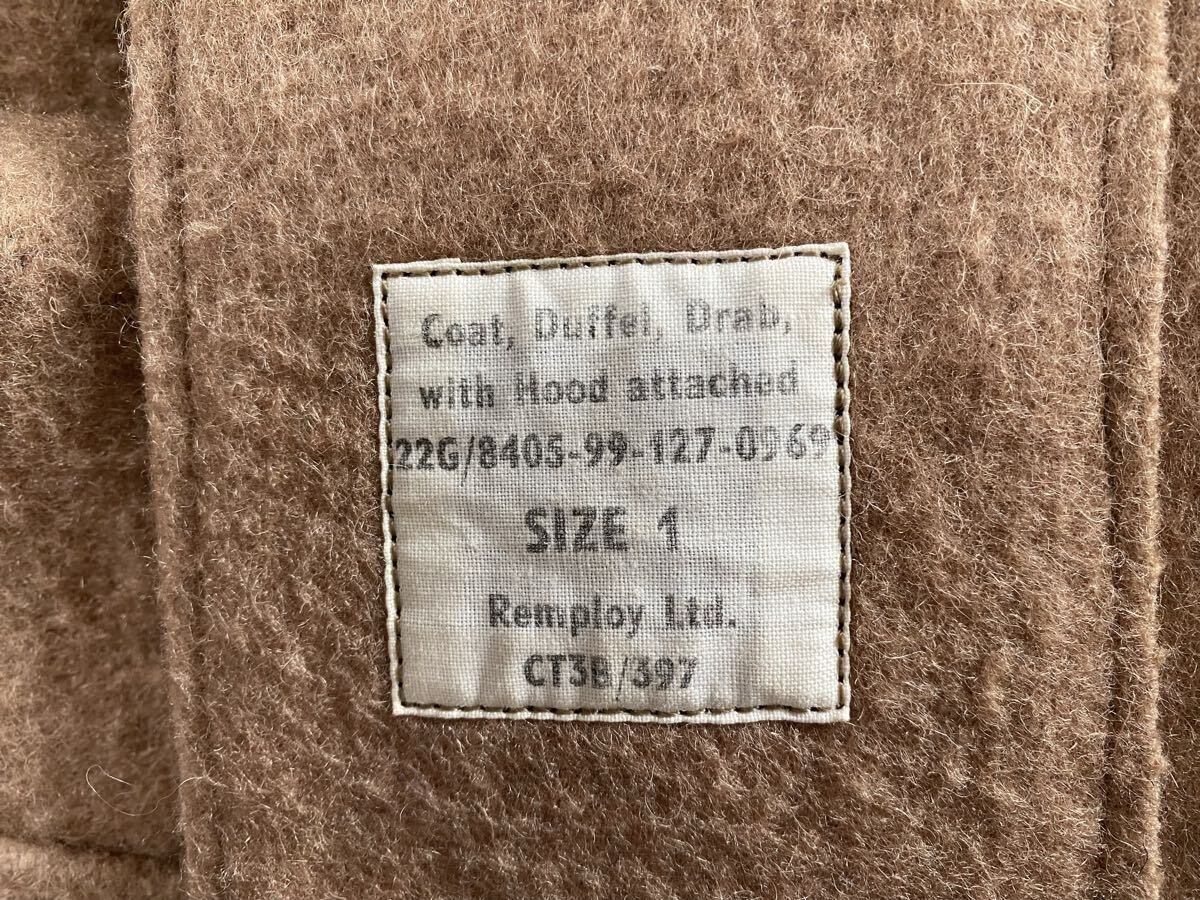 Coat, Duffel, Drab,
with Hood attached
22G/8405-99-127-0969
SIZE 1
Remploy Ltd.
CT3B/397